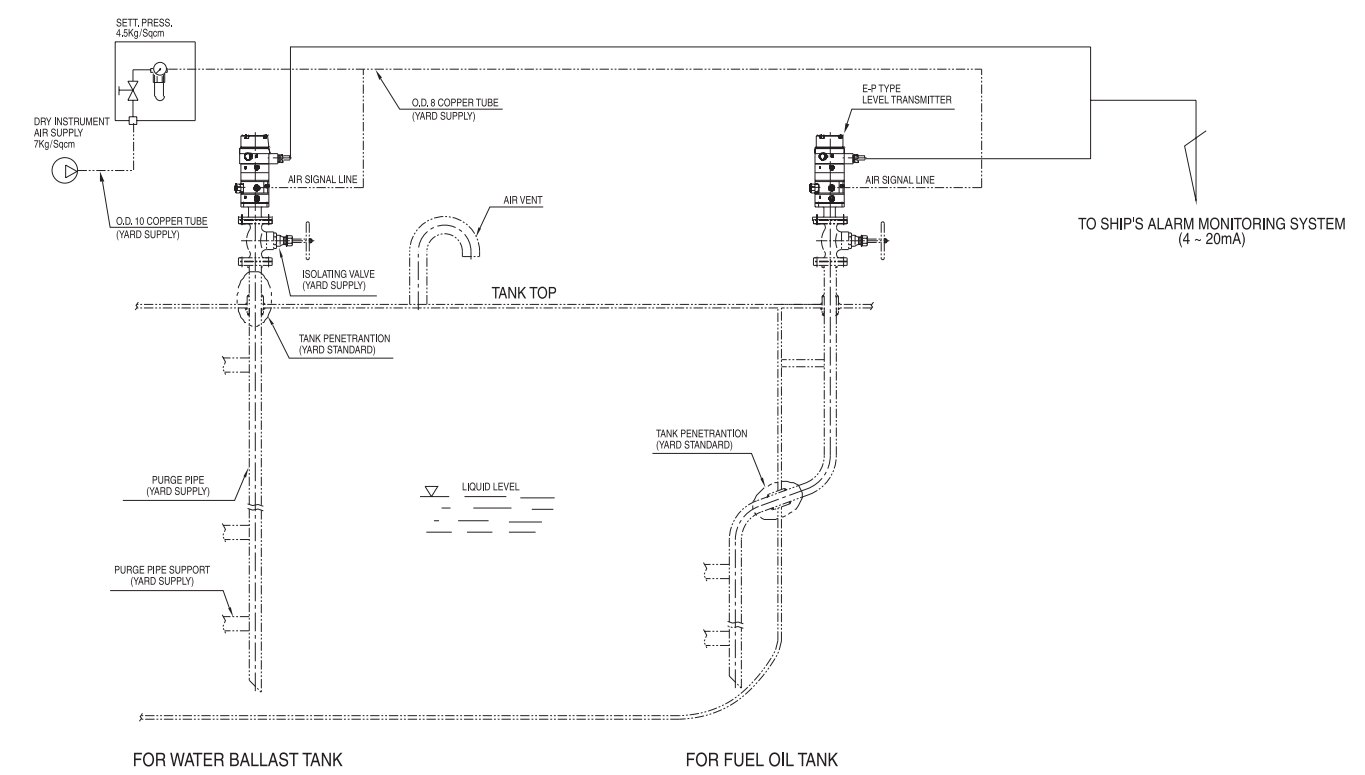 SETT. PRESS.
4.5Kg/Sqcm
DRY INSTRUMENT
AIR SUPPLY
7Kg/Sqcm
O.D. 10 COPPER TUBE
(YARD SUPPLY)
O.D. 8 COPPER TUBE
(YARD SUPPLY)
E-P TYPE
LEVEL TRANSMITTER
AIR SIGNAL LINE
AIR SIGNAL LINE
AIR VENT
TO SHIP'S ALARM MONITORING SYSTEM
(4 ~ 20mA)
ISOLATING VALVE
(YARD SUPPLY)
TANK TOP
TANK PENETRANTION
(YARD STANDARD)
TANK PENETRANTION
(YARD STANDARD)
PURGE PIPE
(YARD SUPPLY)
LIQUID LEVEL
PURGE PIPE SUPPORT
(YARD SUPPLY)
FOR WATER BALLAST TANK
FOR FUEL OIL TANK